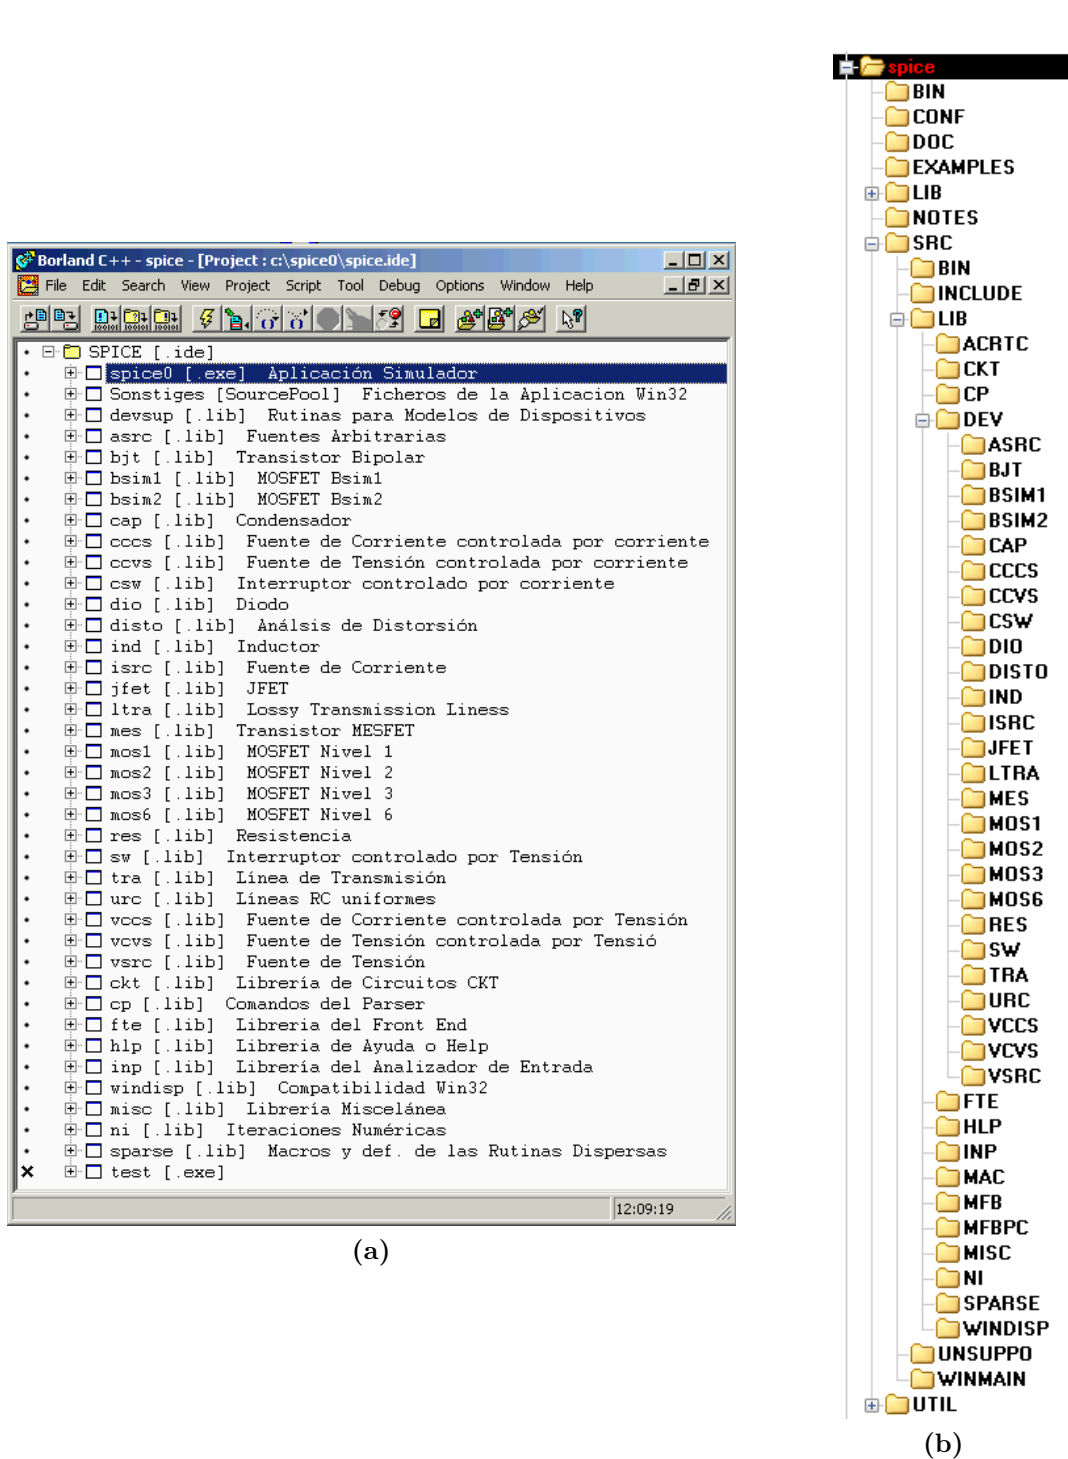 Borland C++ - spice - [Project : c:\spice0\spice.ide]
File Edit Search View Project Script Tool Debug Options Window Help
SPICE [.ide]
spice0 [.exe] Aplicación Simulador
Sonstiges [SourcePool] Ficheros de la Aplicacion Win32
devsup [.lib] Rutinas para Modelos de Dispositivos
asrc [.lib] Fuentes Arbitrarias
bjt [.lib] Transistor Bipolar
bsim1 [.lib] MOSFET Bsim1
bsim2 [.lib] MOSFET Bsim2
cap [.lib] Condensador
cccs [.lib] Fuente de Corriente controlada por corriente
ccvs [.lib] Fuente de Tensión controlada por corriente
csw [.lib] Interruptor controlado por corriente
dio [.lib] Diodo
disto [.lib] Análsis de Distorsión
ind [.lib] Inductor
isrc [.lib] Fuente de Corriente
jfet [.lib] JFET
ltra [.lib] Lossy Transmission Liness
mes [.lib] Transistor MESFET
mos1 [.lib] MOSFET Nivel 1
mos2 [.lib] MOSFET Nivel 2
mos3 [.lib] MOSFET Nivel 3
mos6 [.lib] MOSFET Nivel 6
res [.lib] Resistencia
sw [.lib] Interruptor controlado por Tensión
tra [.lib] Línea de Transmisión
urc [.lib] Líneas RC uniformes
vccs [.lib] Fuente de Corriente controlada por Tensión
vcvs [.lib] Fuente de Tensión controlada por Tensió
vsrc [.lib] Fuente de Tensión
ckt [.lib] Librería de Circuitos CKT
cp [.lib] Comandos del Parser
fte [.lib] Libreria del Front End
hlp [.lib] Libreria de Ayuda o Help
inp [.lib] Librería del Analizador de Entrada
windisp [.lib] Compatibilidad Win32
misc [.lib] Librería Miscelánea
ni [.lib] Iteraciones Numéricas
sparse [.lib] Macros y def. de las Rutinas Dispersas
test [.exe]
12:09:19
(a)
spice
BIN
CONF
DOC
EXAMPLES
LIB
NOTES
SRC
BIN
INCLUDE
LIB
ACRTC
CKT
CP
DEV
ASRC
BJT
BSIM1
BSIM2
CAP
CCCS
CCVS
CSW
DIO
DISTO
IND
ISRC
JFET
LTRA
MES
MOS1
MOS2
MOS3
MOS6
RES
SW
TRA
URC
VCCS
VCVS
VSRC
FTE
HLP
INP
MAC
MFB
MFBPC
MISC
NI
SPARSE
WINDISP
UNSUPPO
WINMAIN
UTIL
(b)